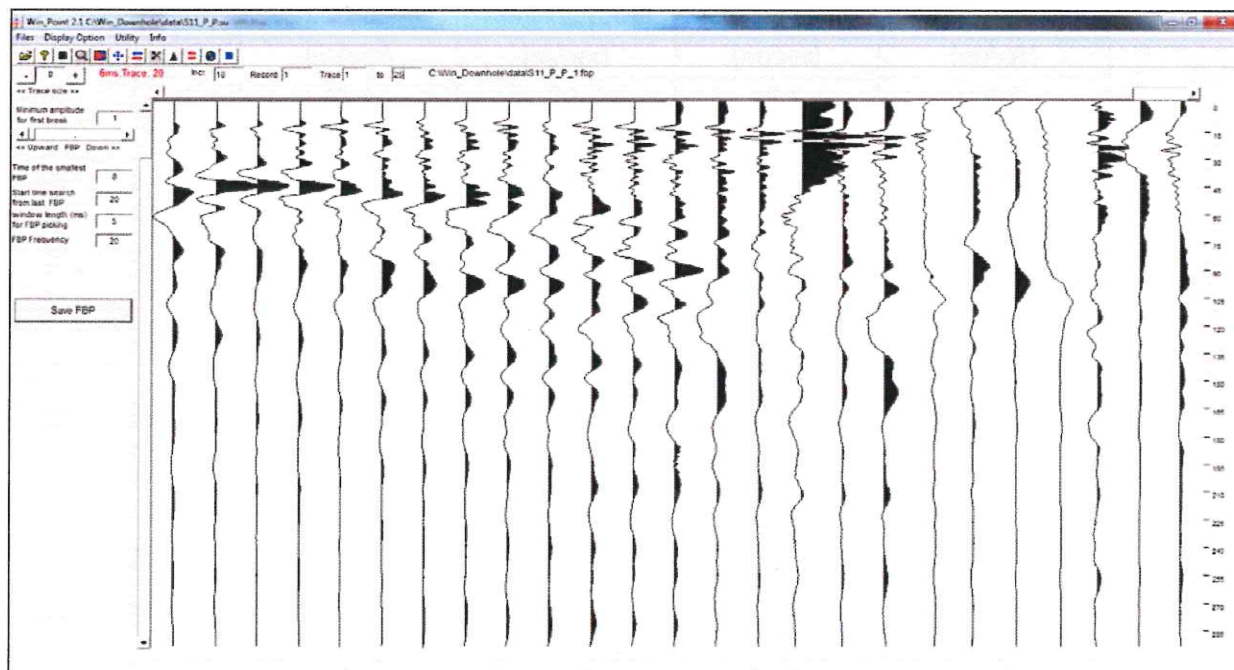 Win_Point 2.1 C:\Win_Downhole\data\S11_P_P.su
Files Display Option Utility Info
- 0 + 6ms.Trace. 20 Incr. 10 Record 1 Trace 1 to 25 C:\Win_Downhole\data\S11_P_P_1.fbp
<< Trace size >>
Minimum amplitude
for first break 1
<< Upward FBP Down >>
Time of the smallest
FBP 0
Start time search
from last FBP 20
window length (ms)
for FBP picking 5
FBP Frequency 20
Save FBP
0
10
30
45
60
75
90
105
120
135
150
165
180
195
210
225
240
255
270